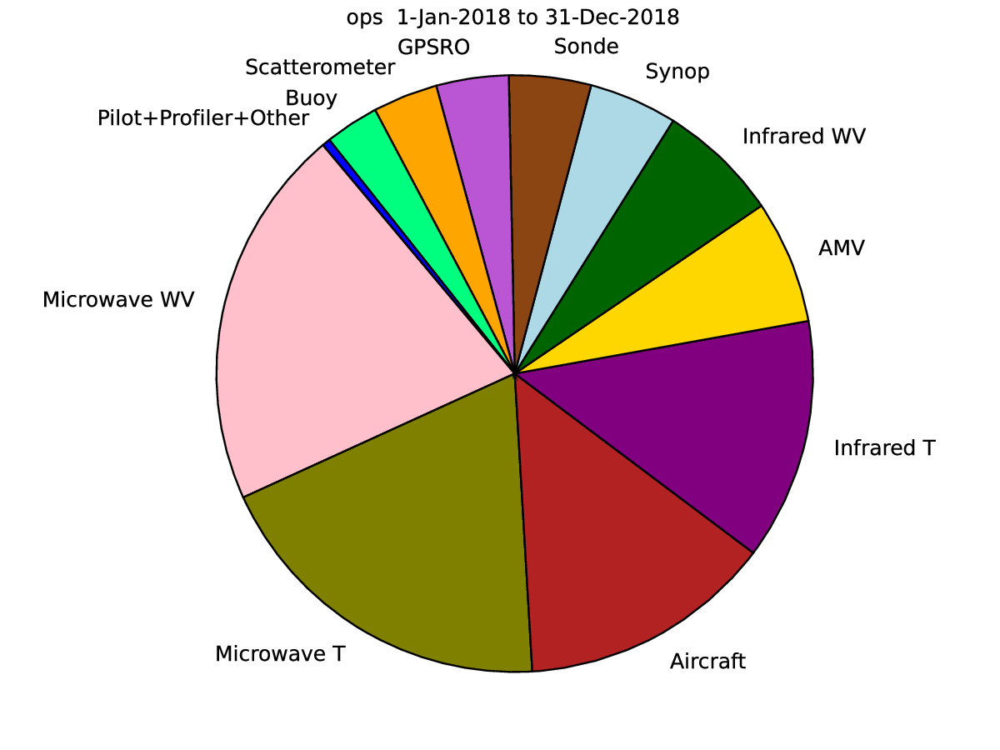 ops  1-Jan-2018 to 31-Dec-2018
GPSRO
Sonde
Scatterometer
Synop
Buoy
Pilot+Profiler+Other
Infrared WV
AMV
Microwave WV
Infrared T
Microwave T
Aircraft